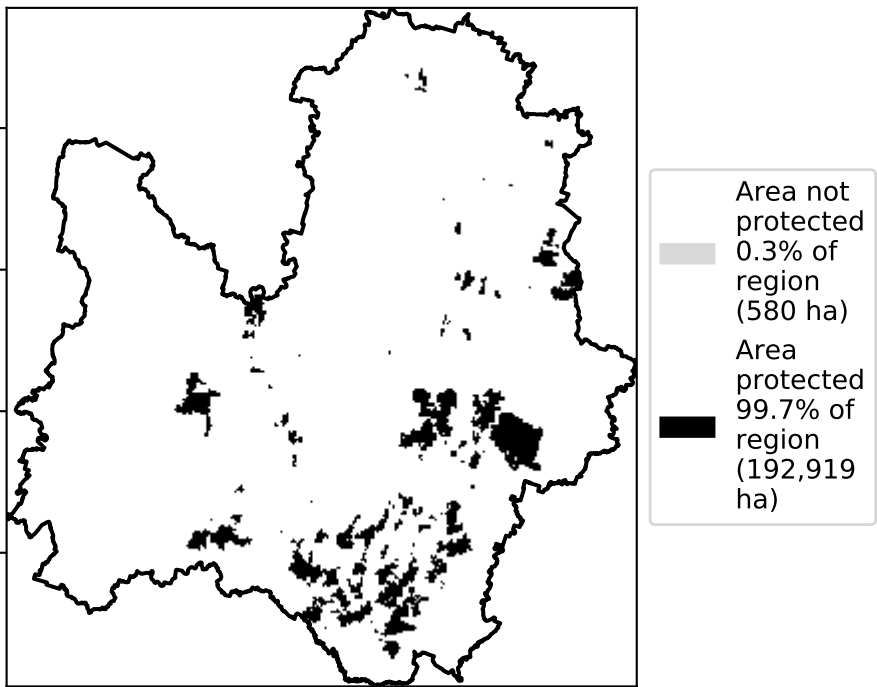 Area not
protected
0.3% of
region
(580 ha)
Area
protected
99.7% of
region
(192,919
ha)